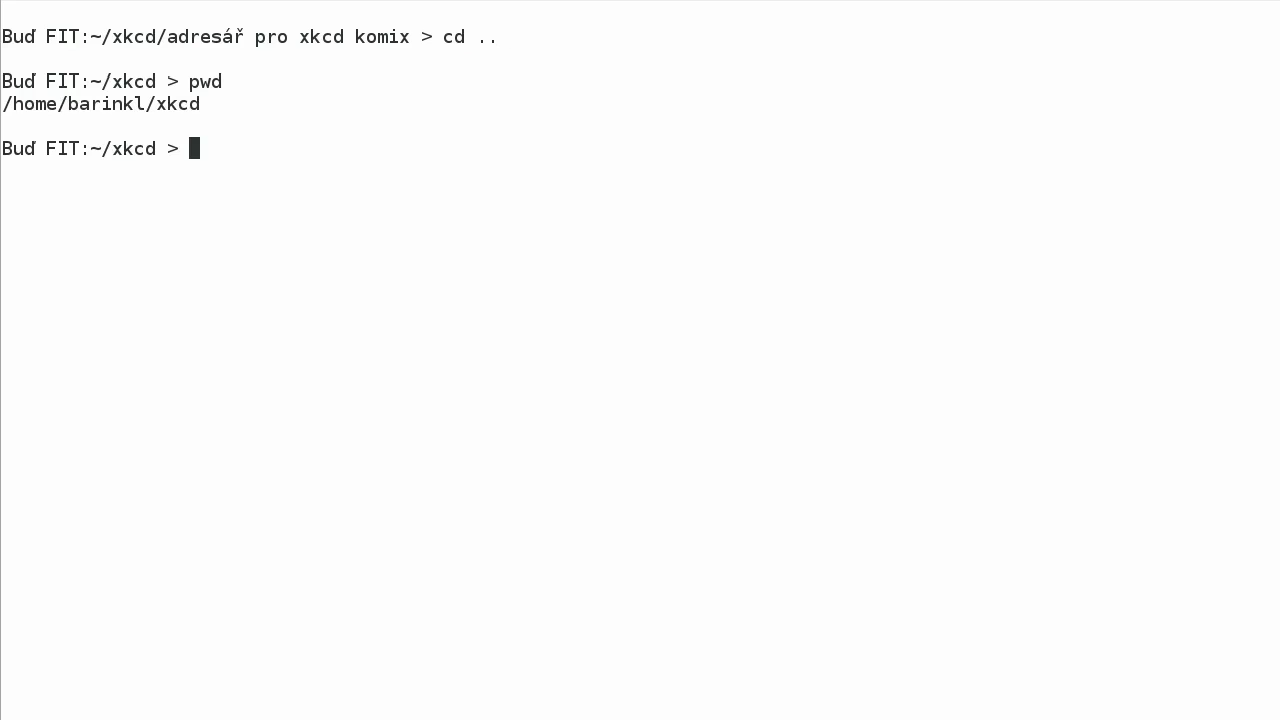 Buď FIT:~/xkcd/adresář pro xkcd komix > cd ..
Buď FIT:~/xkcd > pwd
/home/barinkl/xkcd
Buď FIT:~/xkcd >